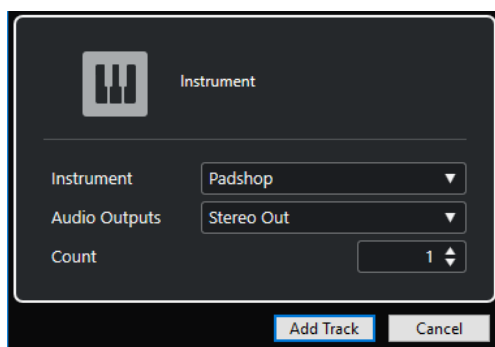 Instrument
Instrument Padshop
Audio Outputs Stereo Out
Count 1
Add Track Cancel